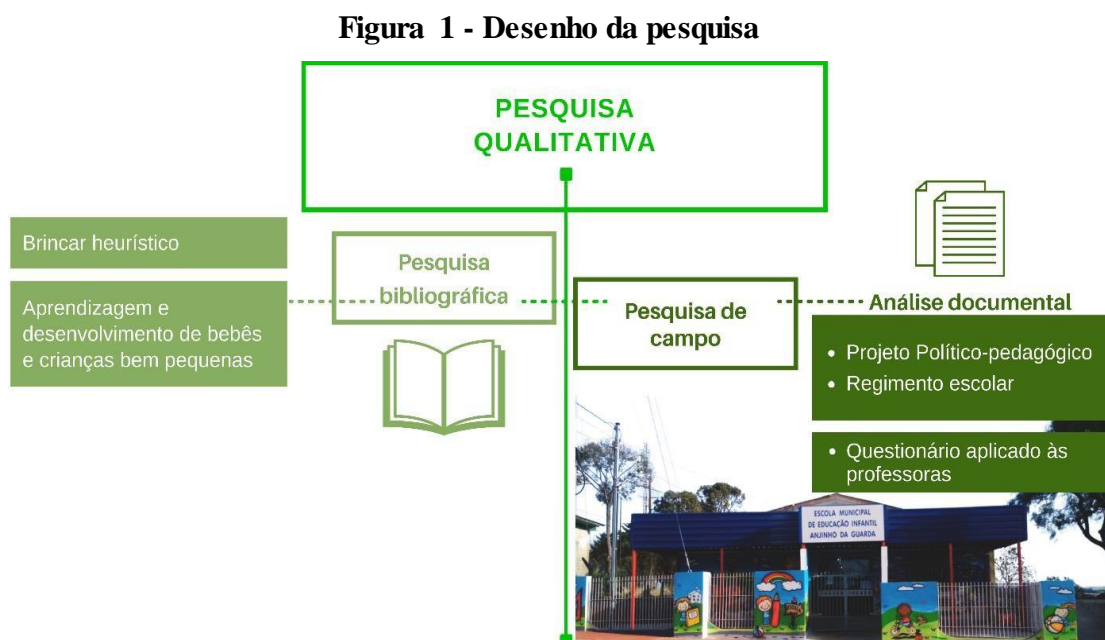 Figura 1 - Desenho da pesquisa
PESQUISA
QUALITATIVA
Brincar heurístico
Aprendizagem e
desenvolvimento de bebês
e crianças bem pequenas
Pesquisa
bibliográfica
Pesquisa de
campo
Análise documental
• Projeto Político-pedagógico
• Regimento escolar
• Questionário aplicado às
professoras
ESCOLA MUNICIPAL
DE EDUCAÇÃO INFANTIL
ANJINHO DA GUARDA